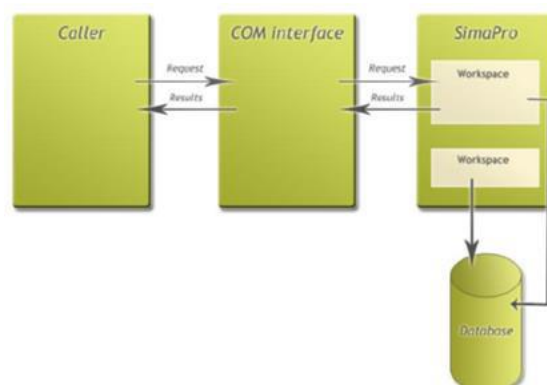 Caller
COM interface
SimaPro
Request
Results
Request
Results
Workspace
Workspace
Database